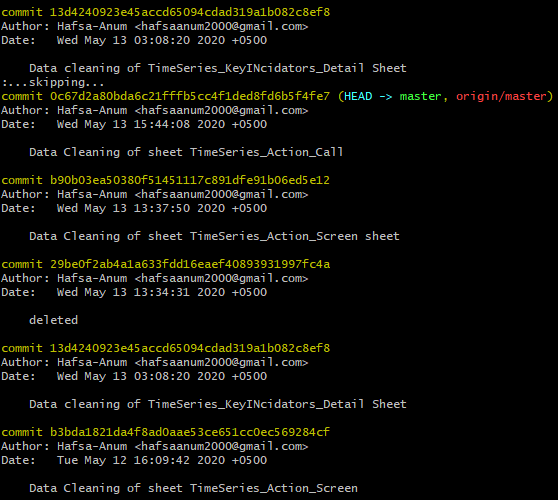 commit 13d4240923e45accd65094cdad319a1b082c8ef8
Author: Hafsa-Anum <hafsaanum2000@gmail.com>
Date:   Wed May 13 03:08:20 2020 +0500
    Data cleaning of TimeSeries_KeyINcidators_Detail Sheet
:...skipping...
commit 0c67d2a80bda6c21fffb5cc4f1ded8fd6b5f4fe7 (HEAD -> master, origin/master)
Author: Hafsa-Anum <hafsaanum2000@gmail.com>
Date:   Wed May 13 15:44:08 2020 +0500
    Data Cleaning of sheet TimeSeries_Action_Call
commit b90b03ea50380f51451117c891dfe91b06ed5e12
Author: Hafsa-Anum <hafsaanum2000@gmail.com>
Date:   Wed May 13 13:37:50 2020 +0500
    Data Cleaning of sheet TimeSeries_Action_Screen sheet
commit 29be0f2ab4a1a633fdd16eaef40893931997fc4a
Author: Hafsa-Anum <hafsaanum2000@gmail.com>
Date:   Wed May 13 13:34:31 2020 +0500
    deleted
commit 13d4240923e45accd65094cdad319a1b082c8ef8
Author: Hafsa-Anum <hafsaanum2000@gmail.com>
Date:   Wed May 13 03:08:20 2020 +0500
    Data cleaning of TimeSeries_KeyINcidators_Detail Sheet
commit b3bda1821da4f8ad0aae53ce651cc0ec569284cf
Author: Hafsa-Anum <hafsaanum2000@gmail.com>
Date:   Tue May 12 16:09:42 2020 +0500
    Data Cleaning of sheet TimeSeries_Action_Screen